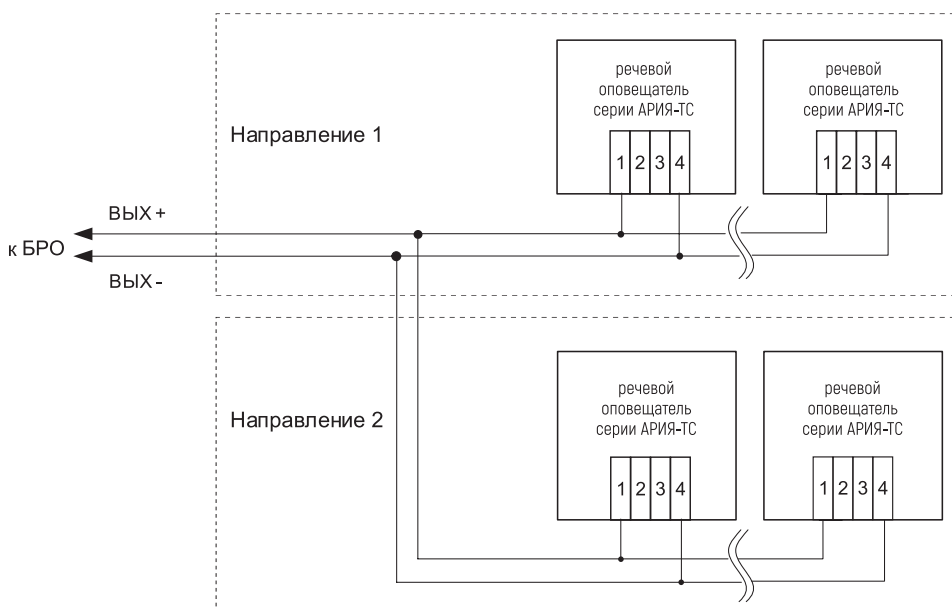 речевой
оповещатель
серии АРИЯ-ТС
1 2 3 4
речевой
оповещатель
серии АРИЯ-ТС
1 2 3 4
Направление 1
ВЫХ+
к БРО
ВЫХ-
речевой
оповещатель
серии АРИЯ-ТС
1 2 3 4
речевой
оповещатель
серии АРИЯ-ТС
1 2 3 4
Направление 2